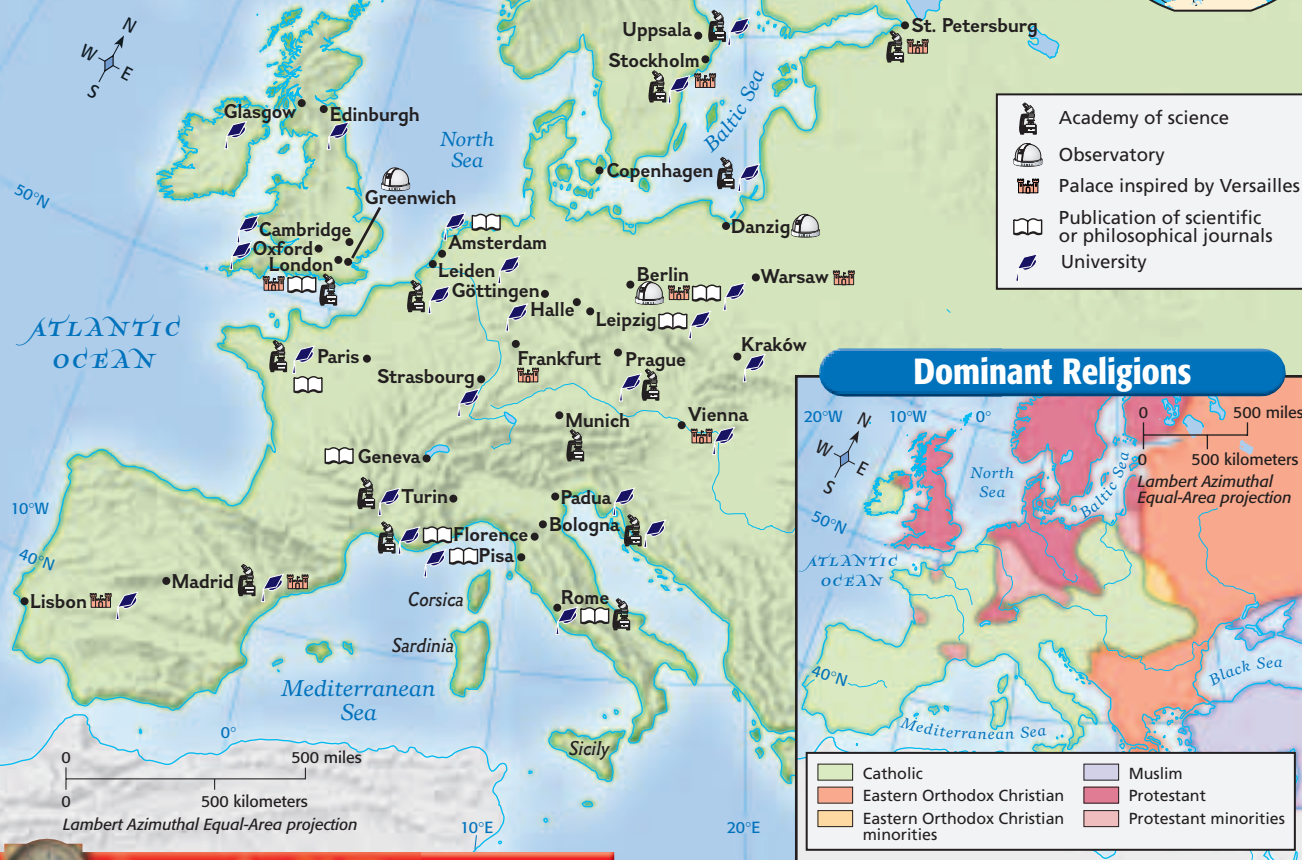 N
W
E
S
Uppsala
St. Petersburg
Stockholm
Baltic Sea
Glasgow
Edinburgh
North
Sea
Academy of science
Observatory
Palace inspired by Versailles
Publication of scientific
or philosophical journals
University
50°N
Copenhagen
Greenwich
Cambridge
Oxford
London
Danzig
Amsterdam
Leiden
Göttingen
Berlin
Warsaw
Halle
Leipzig
ATLANTIC
OCEAN
Paris
Strasbourg
Frankfurt
Prague
Kraków
Munich
Vienna
Geneva
10°W
Turin
Padua
Bologna
Florence
Pisa
40°N
Madrid
Lisbon
Corsica
Rome
Sardinia
Mediterranean
Sea
0°
Sicily
0 500 miles
0 500 kilometers
Lambert Azimuthal Equal-Area projection
10°E
20°E
Dominant Religions
20°W
10°W
0°
N
W
E
S
0 500 miles
0 500 kilometers
Lambert Azimuthal
Equal-Area projection
North
Sea
Baltic Sea
50°N
ATLANTIC
OCEAN
40°N
Black Sea
Mediterranean Sea
Catholic
Eastern Orthodox Christian
Eastern Orthodox Christian
minorities
Muslim
Protestant
Protestant minorities